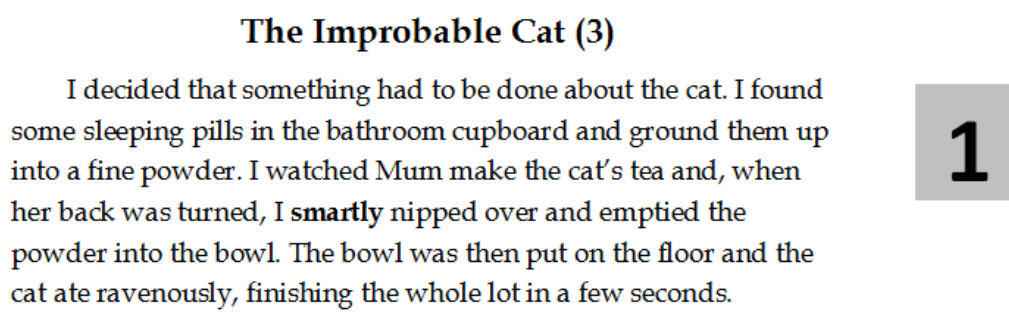 The Improbable Cat (3)
I decided that something had to be done about the cat. I found
some sleeping pills in the bathroom cupboard and ground them up
into a fine powder. I watched Mum make the cat’s tea and, when
her back was turned, I smartly nipped over and emptied the
powder into the bowl. The bowl was then put on the floor and the
cat ate ravenously, finishing the whole lot in a few seconds.
1